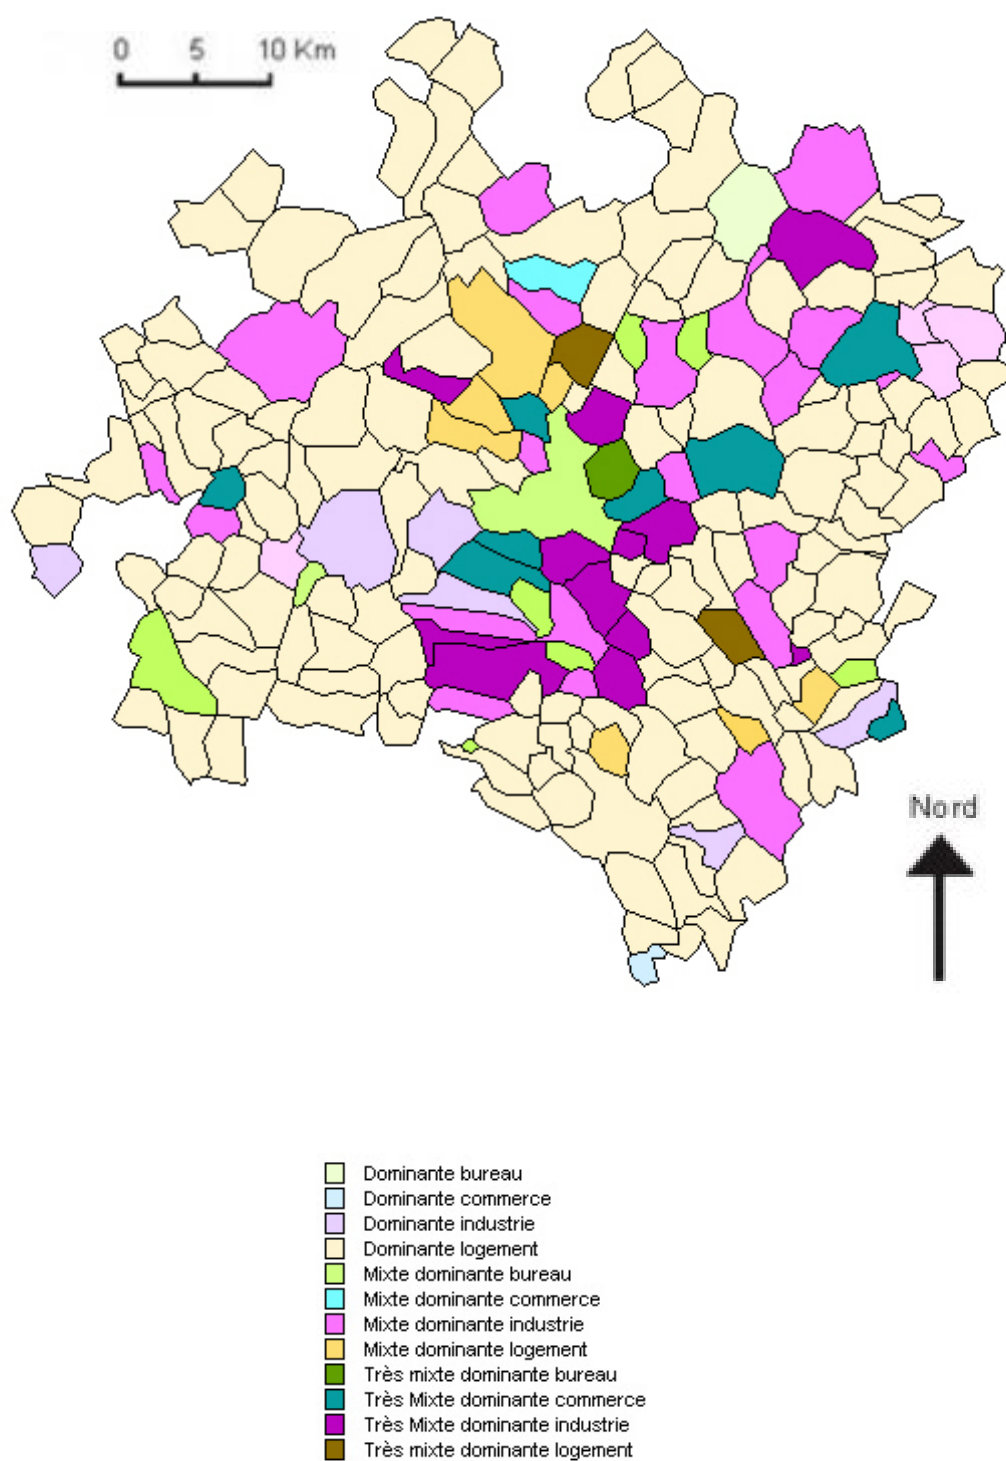 0 5 10 Km
Nord
Dominante bureau
Dominante commerce
Dominante industrie
Dominante logement
Mixte dominante bureau
Mixte dominante commerce
Mixte dominante industrie
Mixte dominante logement
Très mixte dominante bureau
Très Mixte dominante commerce
Très Mixte dominante industrie
Très mixte dominante logement